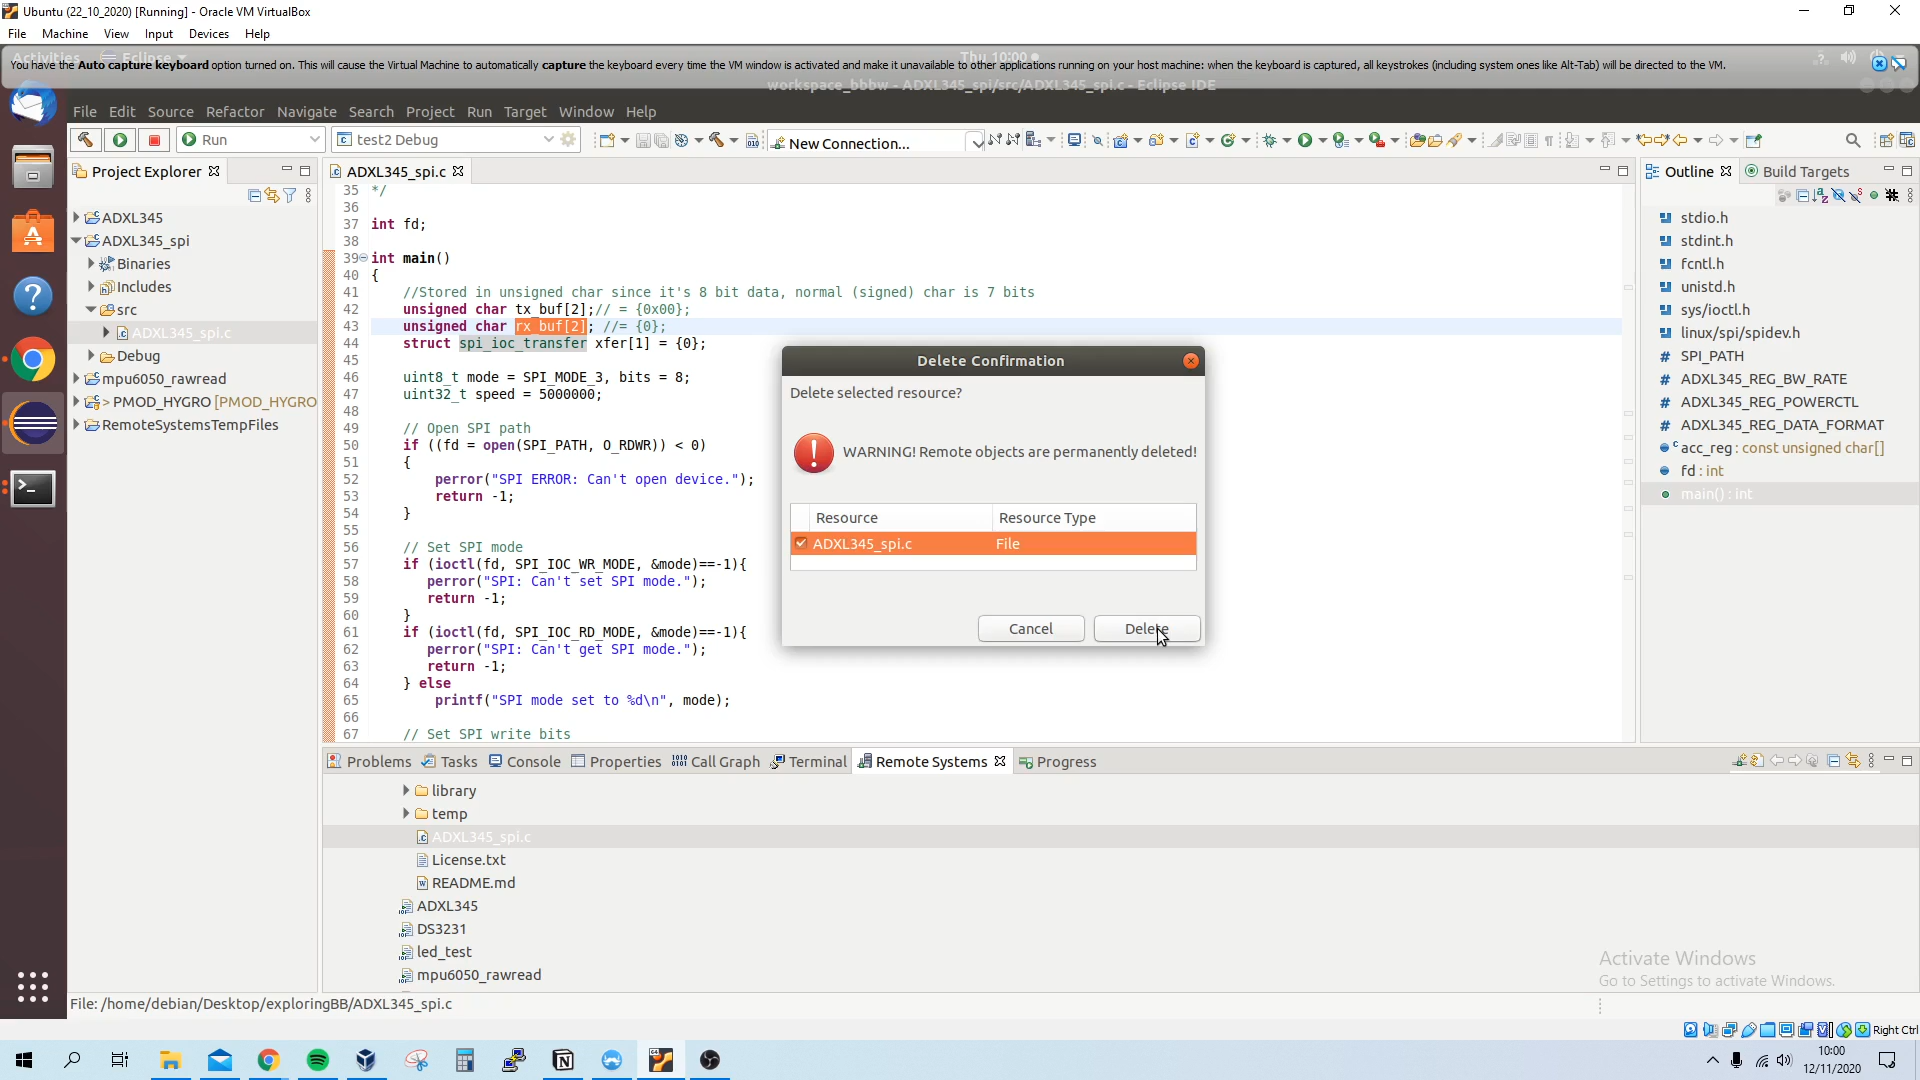 Ubuntu (22_10_2020) [Running] - Oracle VM VirtualBox
File Machine View Input Devices Help
Activities Eclipse Thu 10:00
You have the Auto capture keyboard option turned on. This will cause the Virtual Machine to automatically capture the keyboard every time the VM window is activated and make it unavailable to other applications running on your host machine: when the keyboard is captured, all keystrokes (including system ones like Alt-Tab) will be directed to the VM.
workspace_bbbw - ADXL345_spi/src/ADXL345_spi.c - Eclipse IDE
File Edit Source Refactor Navigate Search Project Run Target Window Help
Run test2 Debug New Connection...
Project Explorer
ADXL345
ADXL345_spi
Binaries
Includes
src
ADXL345_spi.c
Debug
mpu6050_rawread
> PMOD_HYGRO [PMOD_HYGRO
RemoteSystemsTempFiles
ADXL345_spi.c
35 */
36
37 int fd;
38
39 int main()
40 {
41 //Stored in unsigned char since it's 8 bit data, normal (signed) char is 7 bits
42 unsigned char tx_buf[2];// = {0x00};
43 unsigned char rx_buf[2]; //= {0};
44 struct spi_ioc_transfer xfer[1] = {0};
45
46 uint8_t mode = SPI_MODE_3, bits = 8;
47 uint32_t speed = 5000000;
48
49 // Open SPI path
50 if ((fd = open(SPI_PATH, O_RDWR)) < 0)
51 {
52 perror("SPI ERROR: Can't open device.");
53 return -1;
54 }
55
56 // Set SPI mode
57 if (ioctl(fd, SPI_IOC_WR_MODE, &mode)==-1){
58 perror("SPI: Can't set SPI mode.");
59 return -1;
60 }
61 if (ioctl(fd, SPI_IOC_RD_MODE, &mode)==-1){
62 perror("SPI: Can't get SPI mode.");
63 return -1;
64 } else
65 printf("SPI mode set to %d\n", mode);
66
67 // Set SPI write bits
Delete Confirmation
Delete selected resource?
WARNING! Remote objects are permanently deleted!
Resource Resource Type
ADXL345_spi.c File
Cancel Delete
Outline Build Targets
stdio.h
stdint.h
fcntl.h
unistd.h
sys/ioctl.h
linux/spi/spidev.h
SPI_PATH
ADXL345_REG_BW_RATE
ADXL345_REG_POWERCTL
ADXL345_REG_DATA_FORMAT
acc_reg : const unsigned char[]
fd : int
main() : int
Problems Tasks Console Properties Call Graph Terminal Remote Systems Progress
library
temp
ADXL345_spi.c
License.txt
README.md
ADXL345
DS3231
led_test
mpu6050_rawread
Activate Windows
Go to Settings to activate Windows.
File: /home/debian/Desktop/exploringBB/ADXL345_spi.c
Right Ctrl
10:00
12/11/2020